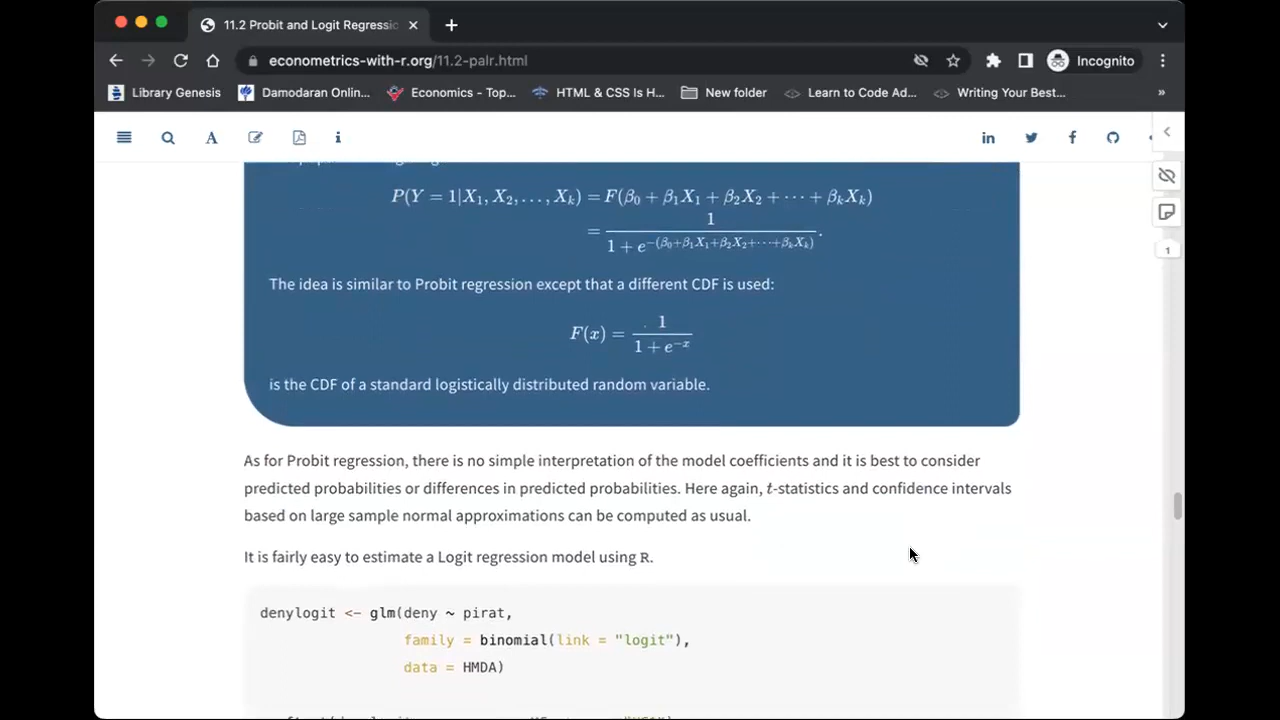 11.2 Probit and Logit Regressic
econometrics-with-r.org/11.2-palr.html
Incognito
Library Genesis
Damodaran Onlin...
Economics - Top...
HTML & CSS Is H...
New folder
Learn to Code Ad...
Writing Your Best...
»
A
i
in
P(Y = 1|X₁, X₂, …, Xₖ) = F(β₀ + β₁X₁ + β₂X₂ + ⋯ + βₖXₖ)
= 1 / (1 + e^−(β₀+β₁X₁+β₂X₂+⋯+βₖXₖ)).
The idea is similar to Probit regression except that a different CDF is used:
F(x) = 1 / (1 + e^−x)
is the CDF of a standard logistically distributed random variable.
As for Probit regression, there is no simple interpretation of the model coefficients and it is best to consider
predicted probabilities or differences in predicted probabilities. Here again, t-statistics and confidence intervals
based on large sample normal approximations can be computed as usual.
It is fairly easy to estimate a Logit regression model using R.
denylogit <- glm(deny ~ pirat,
family = binomial(link = "logit"),
data = HMDA)
1